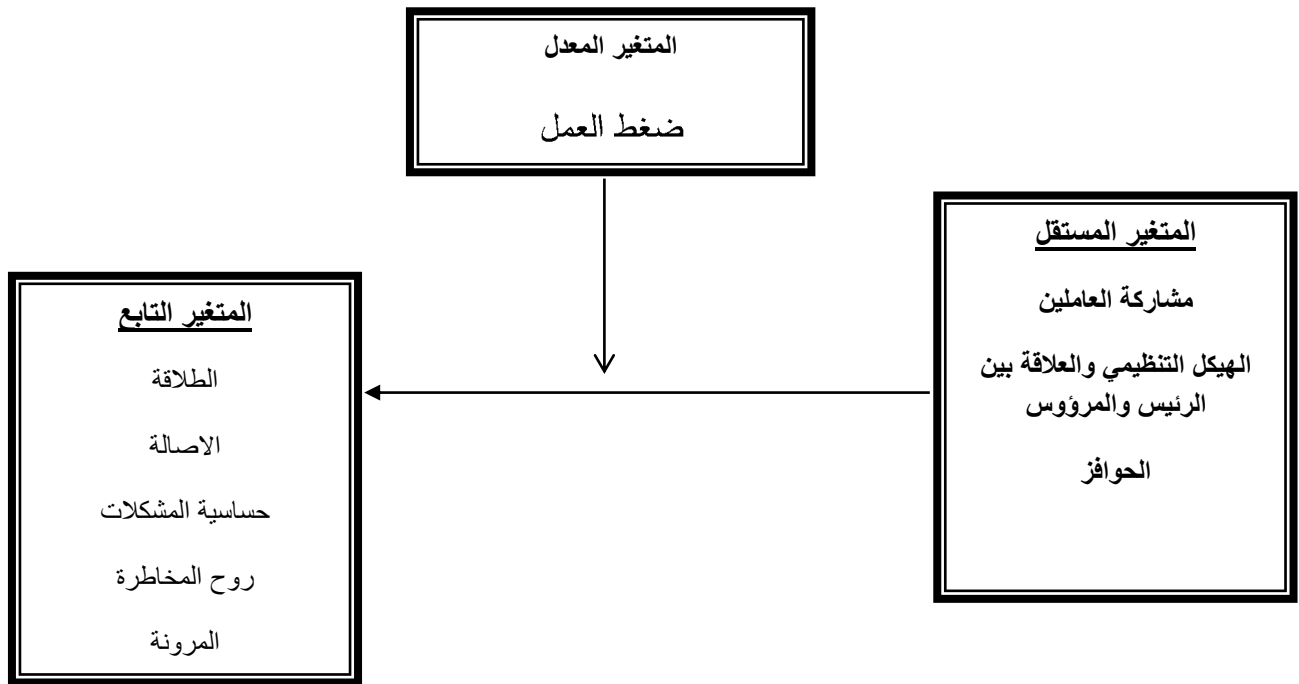 المتغير المعدل
ضغط العمل
المتغير المستقل
مشاركة العاملين
الهيكل التنظيمي والعلاقة بين
الرئيس والمرؤوس
الحوافز
المتغير التابع
الطلاقة
الاصالة
حساسية المشكلات
روح المخاطرة
المرونة